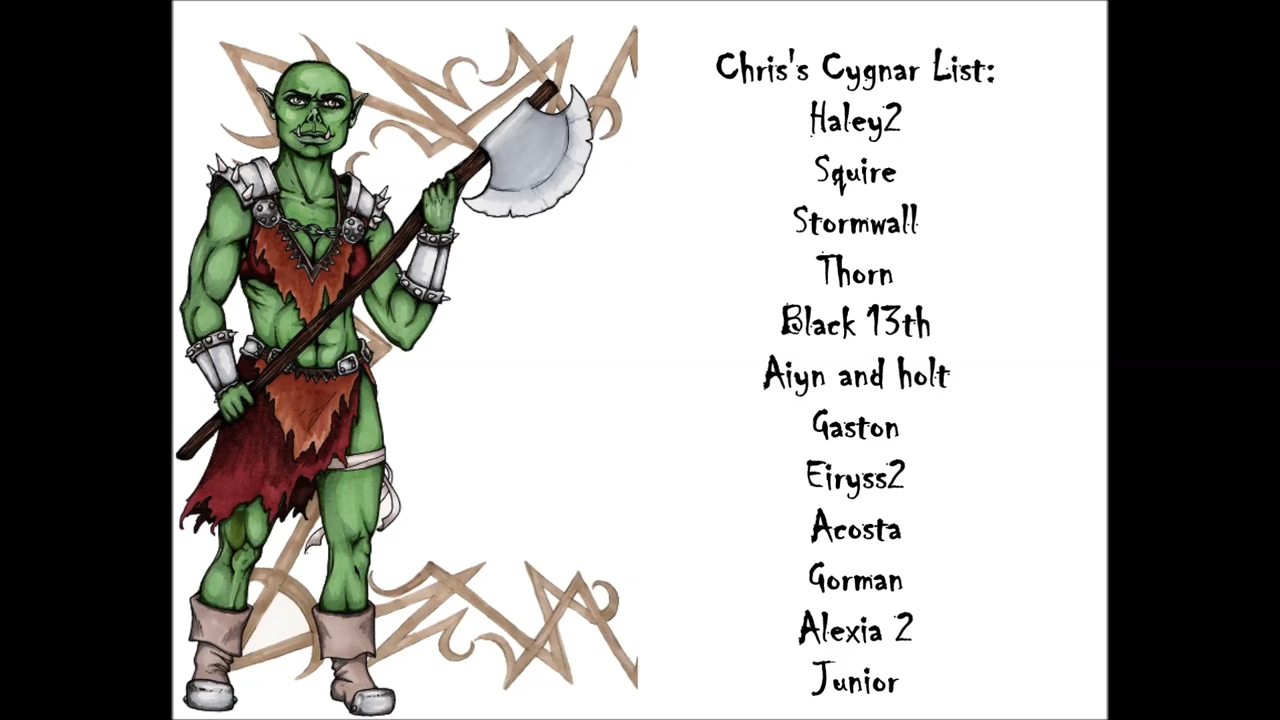 Chris's Cygnar List:
Haley2
Squire
Stormwall
Thorn
Black 13th
Aiyn and holt
Gaston
Eiryss2
Acosta
Gorman
Alexia 2
Junior